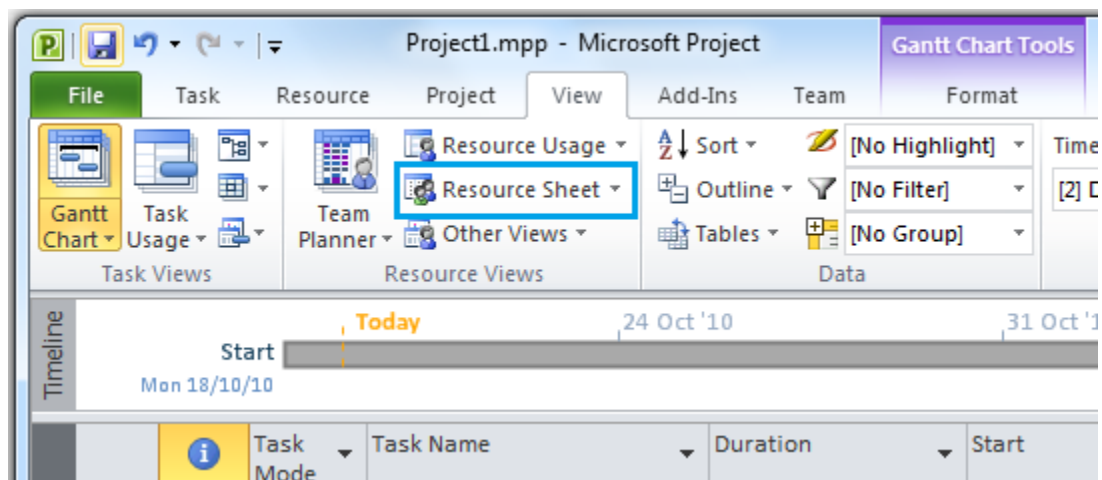 Project1.mpp - Microsoft Project
Gantt Chart Tools
File Task Resource Project View Add-Ins Team Format
Resource Usage
Sort
[No Highlight]
Time
Resource Sheet
Outline
[No Filter]
[2] D
Gantt Chart
Task Usage
Team Planner
Other Views
Tables
[No Group]
Task Views
Resource Views
Data
Timeline
Today
24 Oct '10
31 Oct '1
Start
Mon 18/10/10
Task Mode
Task Name
Duration
Start